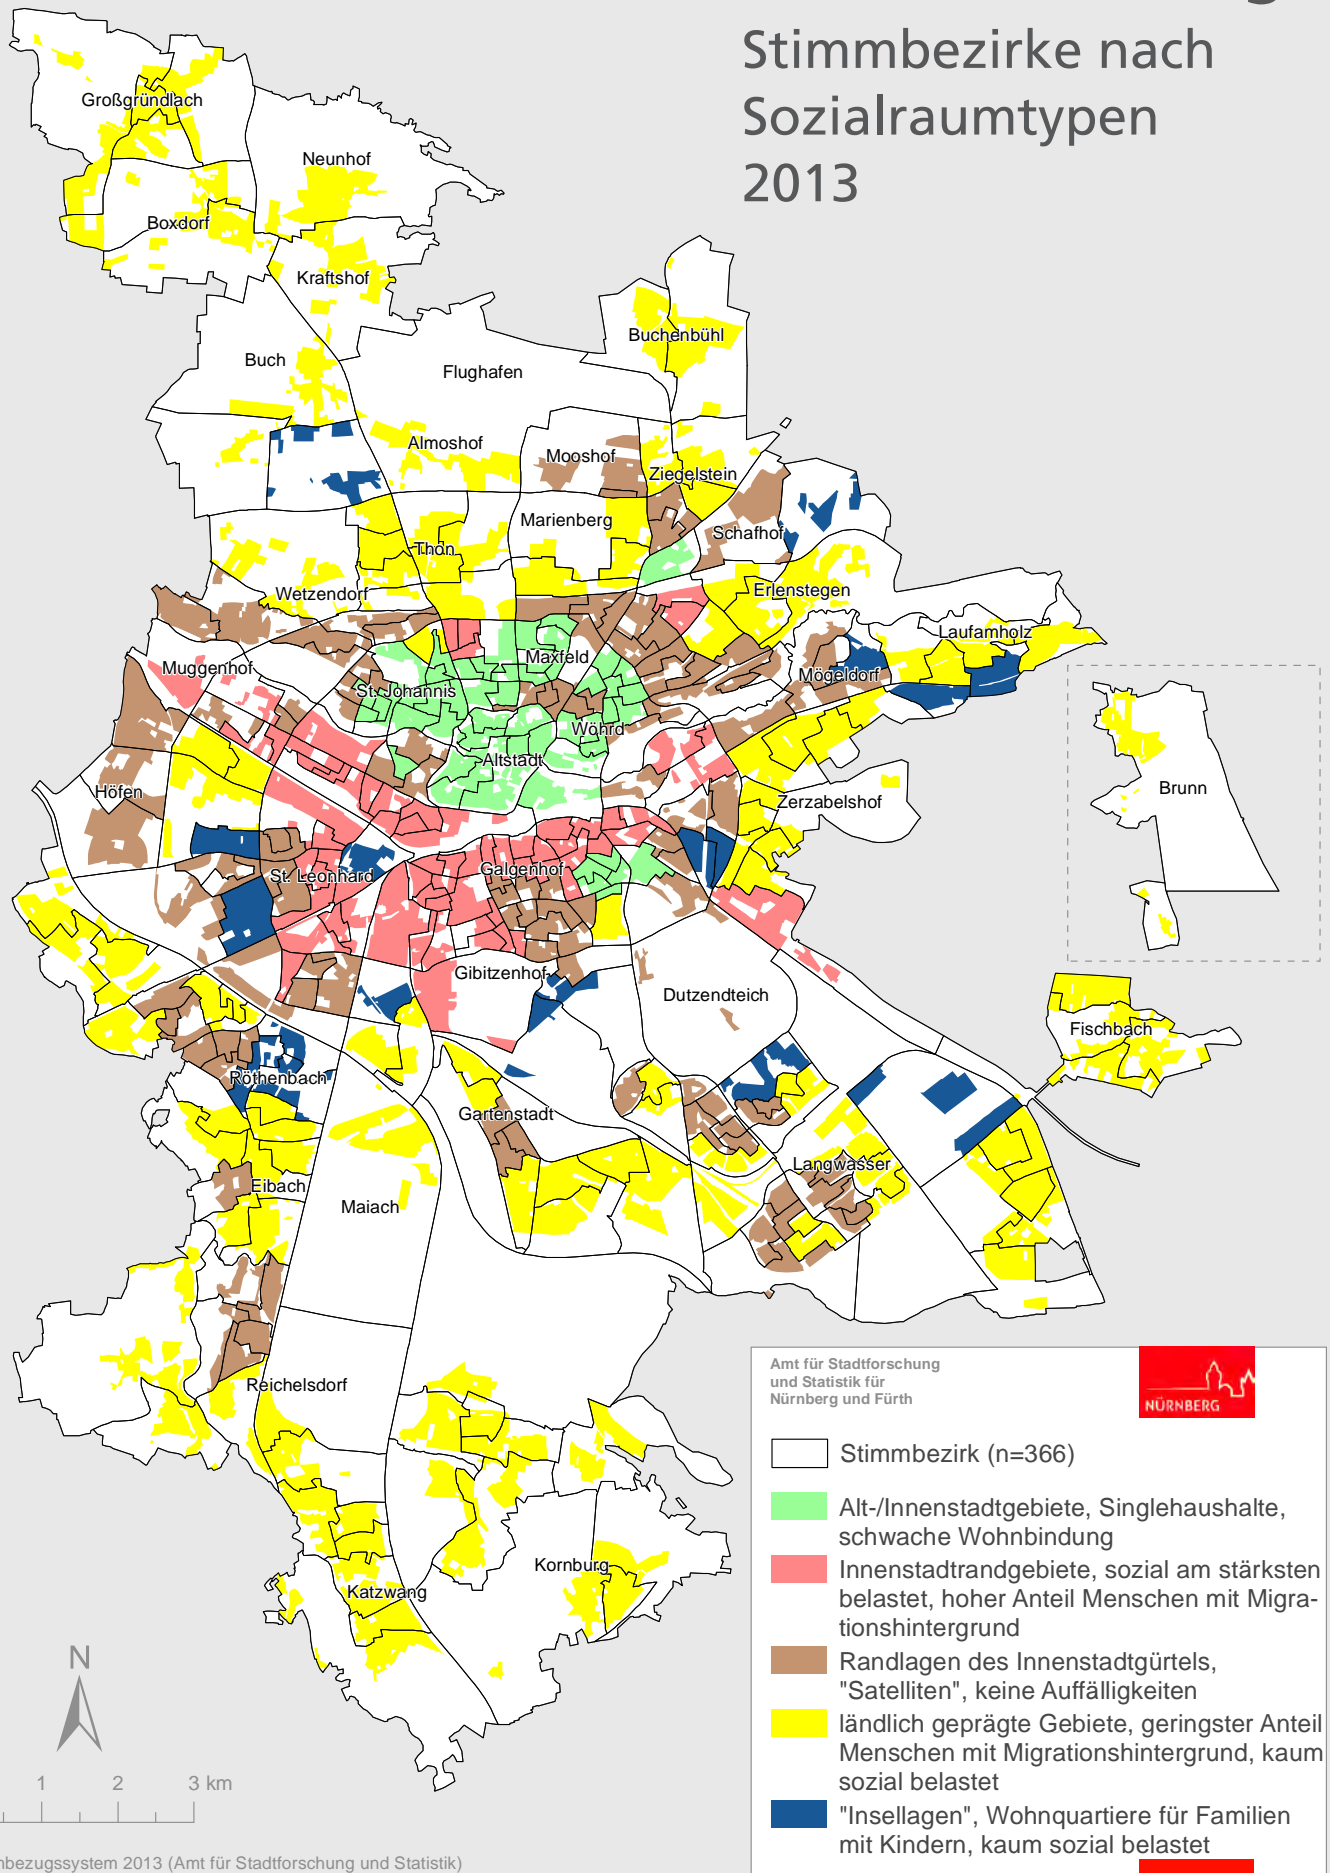 Stimmbezirke nach
Sozialraumtypen
2013
Großgründlach
Neunhof
Boxdorf
Kraftshof
Buchenbühl
Buch
Flughafen
Almoshof
Mooshof
Ziegelstein
Marienberg
Schafhof
Thon
Wetzendorf
Erlenstegen
Laufamholz
Muggenhof
Maxfeld
Mögeldorf
St. Johannis
Wöhrd
Altstadt
Höfen
Zerzabelshof
Brunn
St. Leonhard
Galgenhof
Gibitzenhof
Dutzendteich
Fischbach
Röthenbach
Gartenstadt
Langwasser
Eibach
Maiach
Reichelsdorf
Kornburg
Katzwang
Amt für Stadtforschung
und Statistik für
Nürnberg und Fürth
NÜRNBERG
Stimmbezirk (n=366)
Alt-/Innenstadtgebiete, Singlehaushalte,
schwache Wohnbindung
Innenstadtrandgebiete, sozial am stärksten
belastet, hoher Anteil Menschen mit Migra-
tionshintergrund
Randlagen des Innenstadtgürtels,
"Satelliten", keine Auffälligkeiten
ländlich geprägte Gebiete, geringster Anteil
Menschen mit Migrationshintergrund, kaum
sozial belastet
"Insellagen", Wohnquartiere für Familien
mit Kindern, kaum sozial belastet
N
1 2 3 km
nbezugssystem 2013 (Amt für Stadtforschung und Statistik)